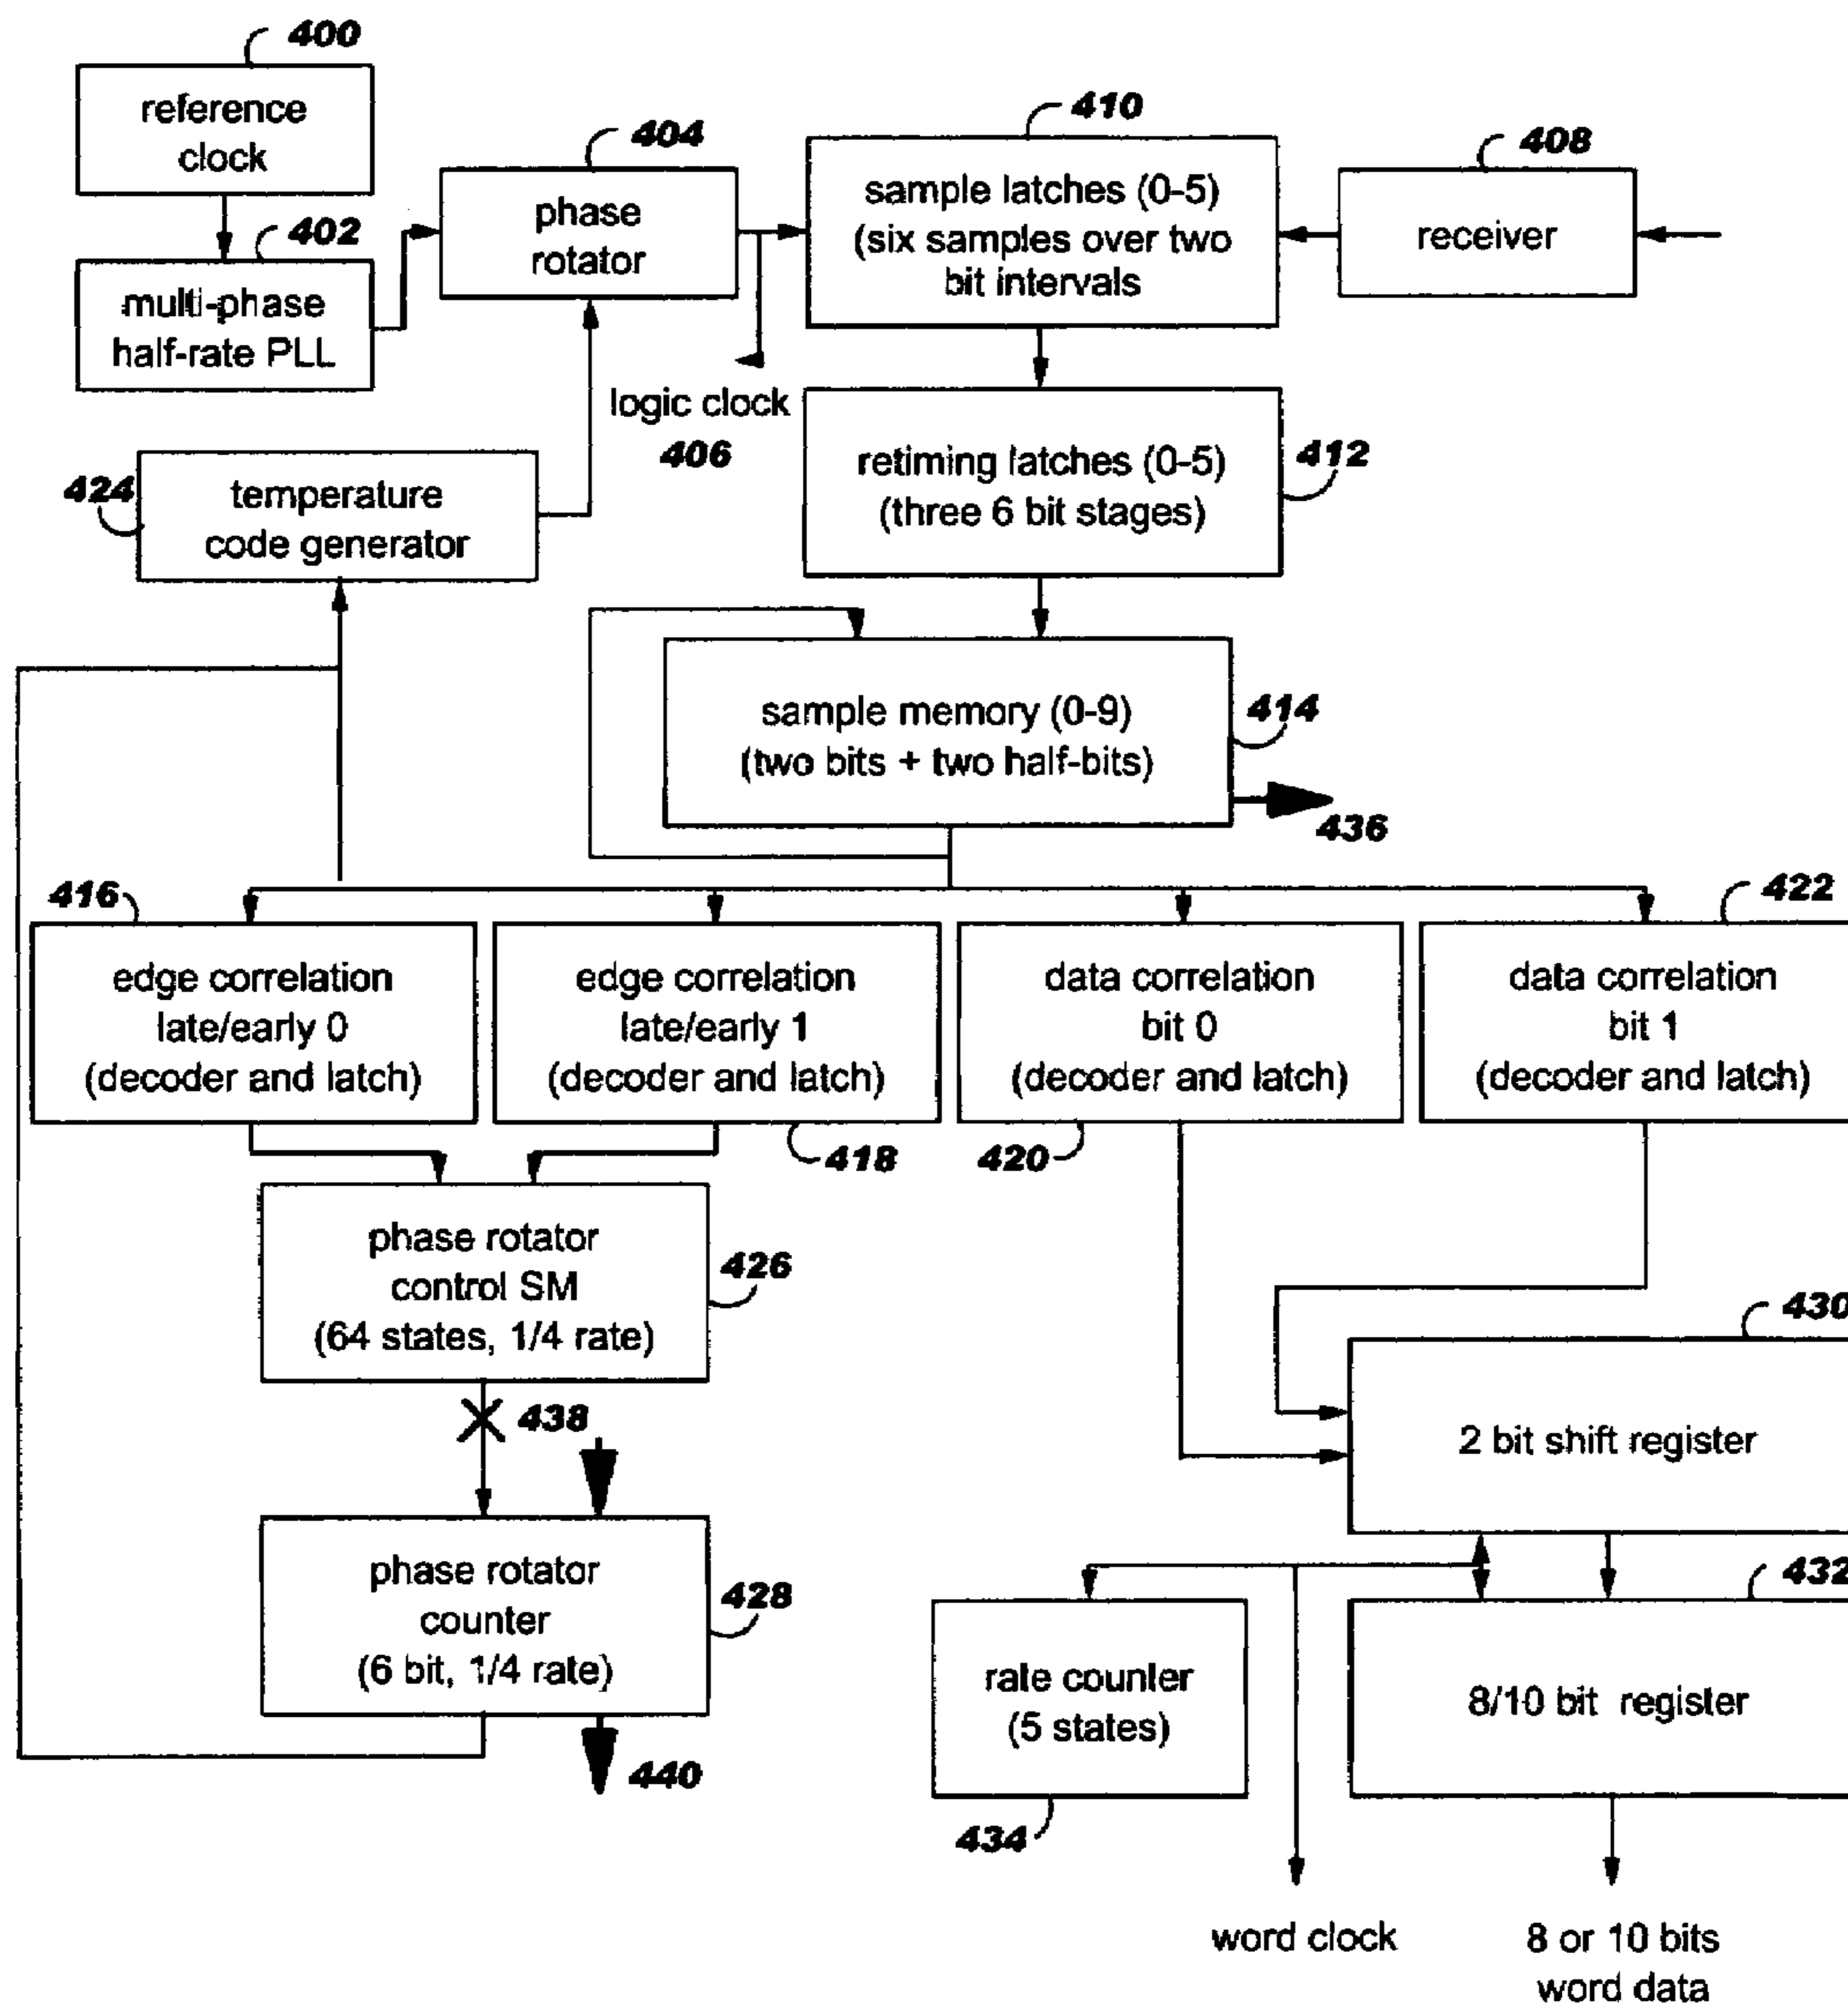 400
reference
clock
402
multi-phase
half-rate PLL
404
phase
rotator
logic clock
406
410
sample latches (0-5)
(six samples over two
bit intervals
408
receiver
412
retiming latches (0-5)
(three 6 bit stages)
424
temperature
code generator
sample memory (0-9)
(two bits + two half-bits)
414
436
416
edge correlation
late/early 0
(decoder and latch)
edge correlation
late/early 1
(decoder and latch)
418
data correlation
bit 0
(decoder and latch)
420
422
data correlation
bit 1
(decoder and latch)
phase rotator
control SM
(64 states, 1/4 rate)
426
438
430
2 bit shift register
phase rotator
counter
(6 bit, 1/4 rate)
428
440
rate counter
(5 states)
434
432
8/10 bit register
word clock
8 or 10 bits
word data